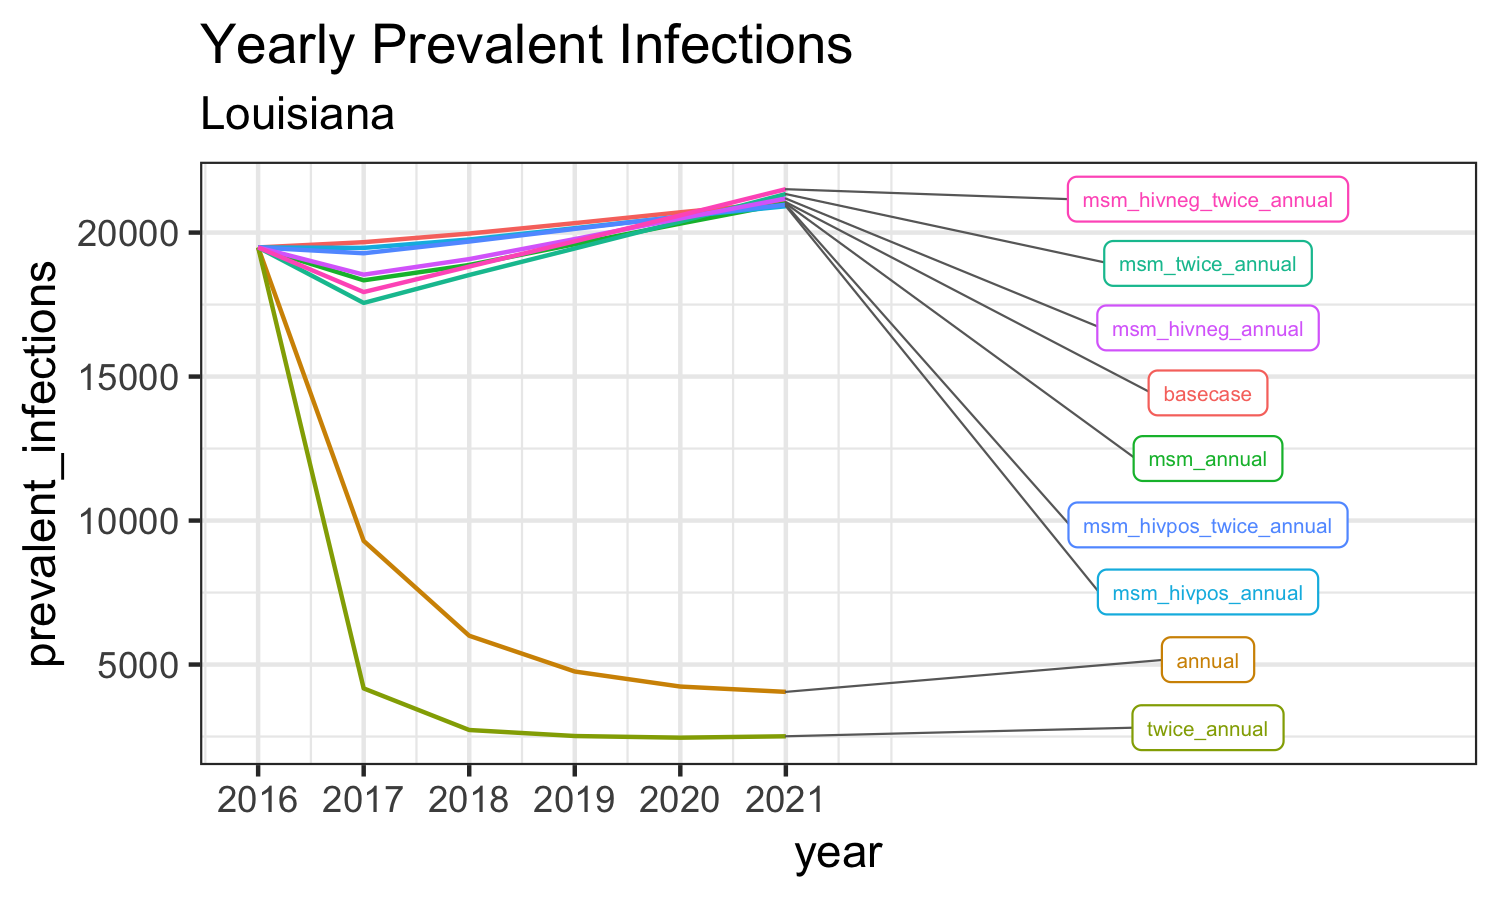 Yearly Prevalent Infections
Louisiana
prevalent_infections
20000
15000
10000
5000
msm_hivneg_twice_annual
msm_twice_annual
msm_hivneg_annual
basecase
msm_annual
msm_hivpos_twice_annual
msm_hivpos_annual
annual
twice_annual
2016 2017 2018 2019 2020 2021
year